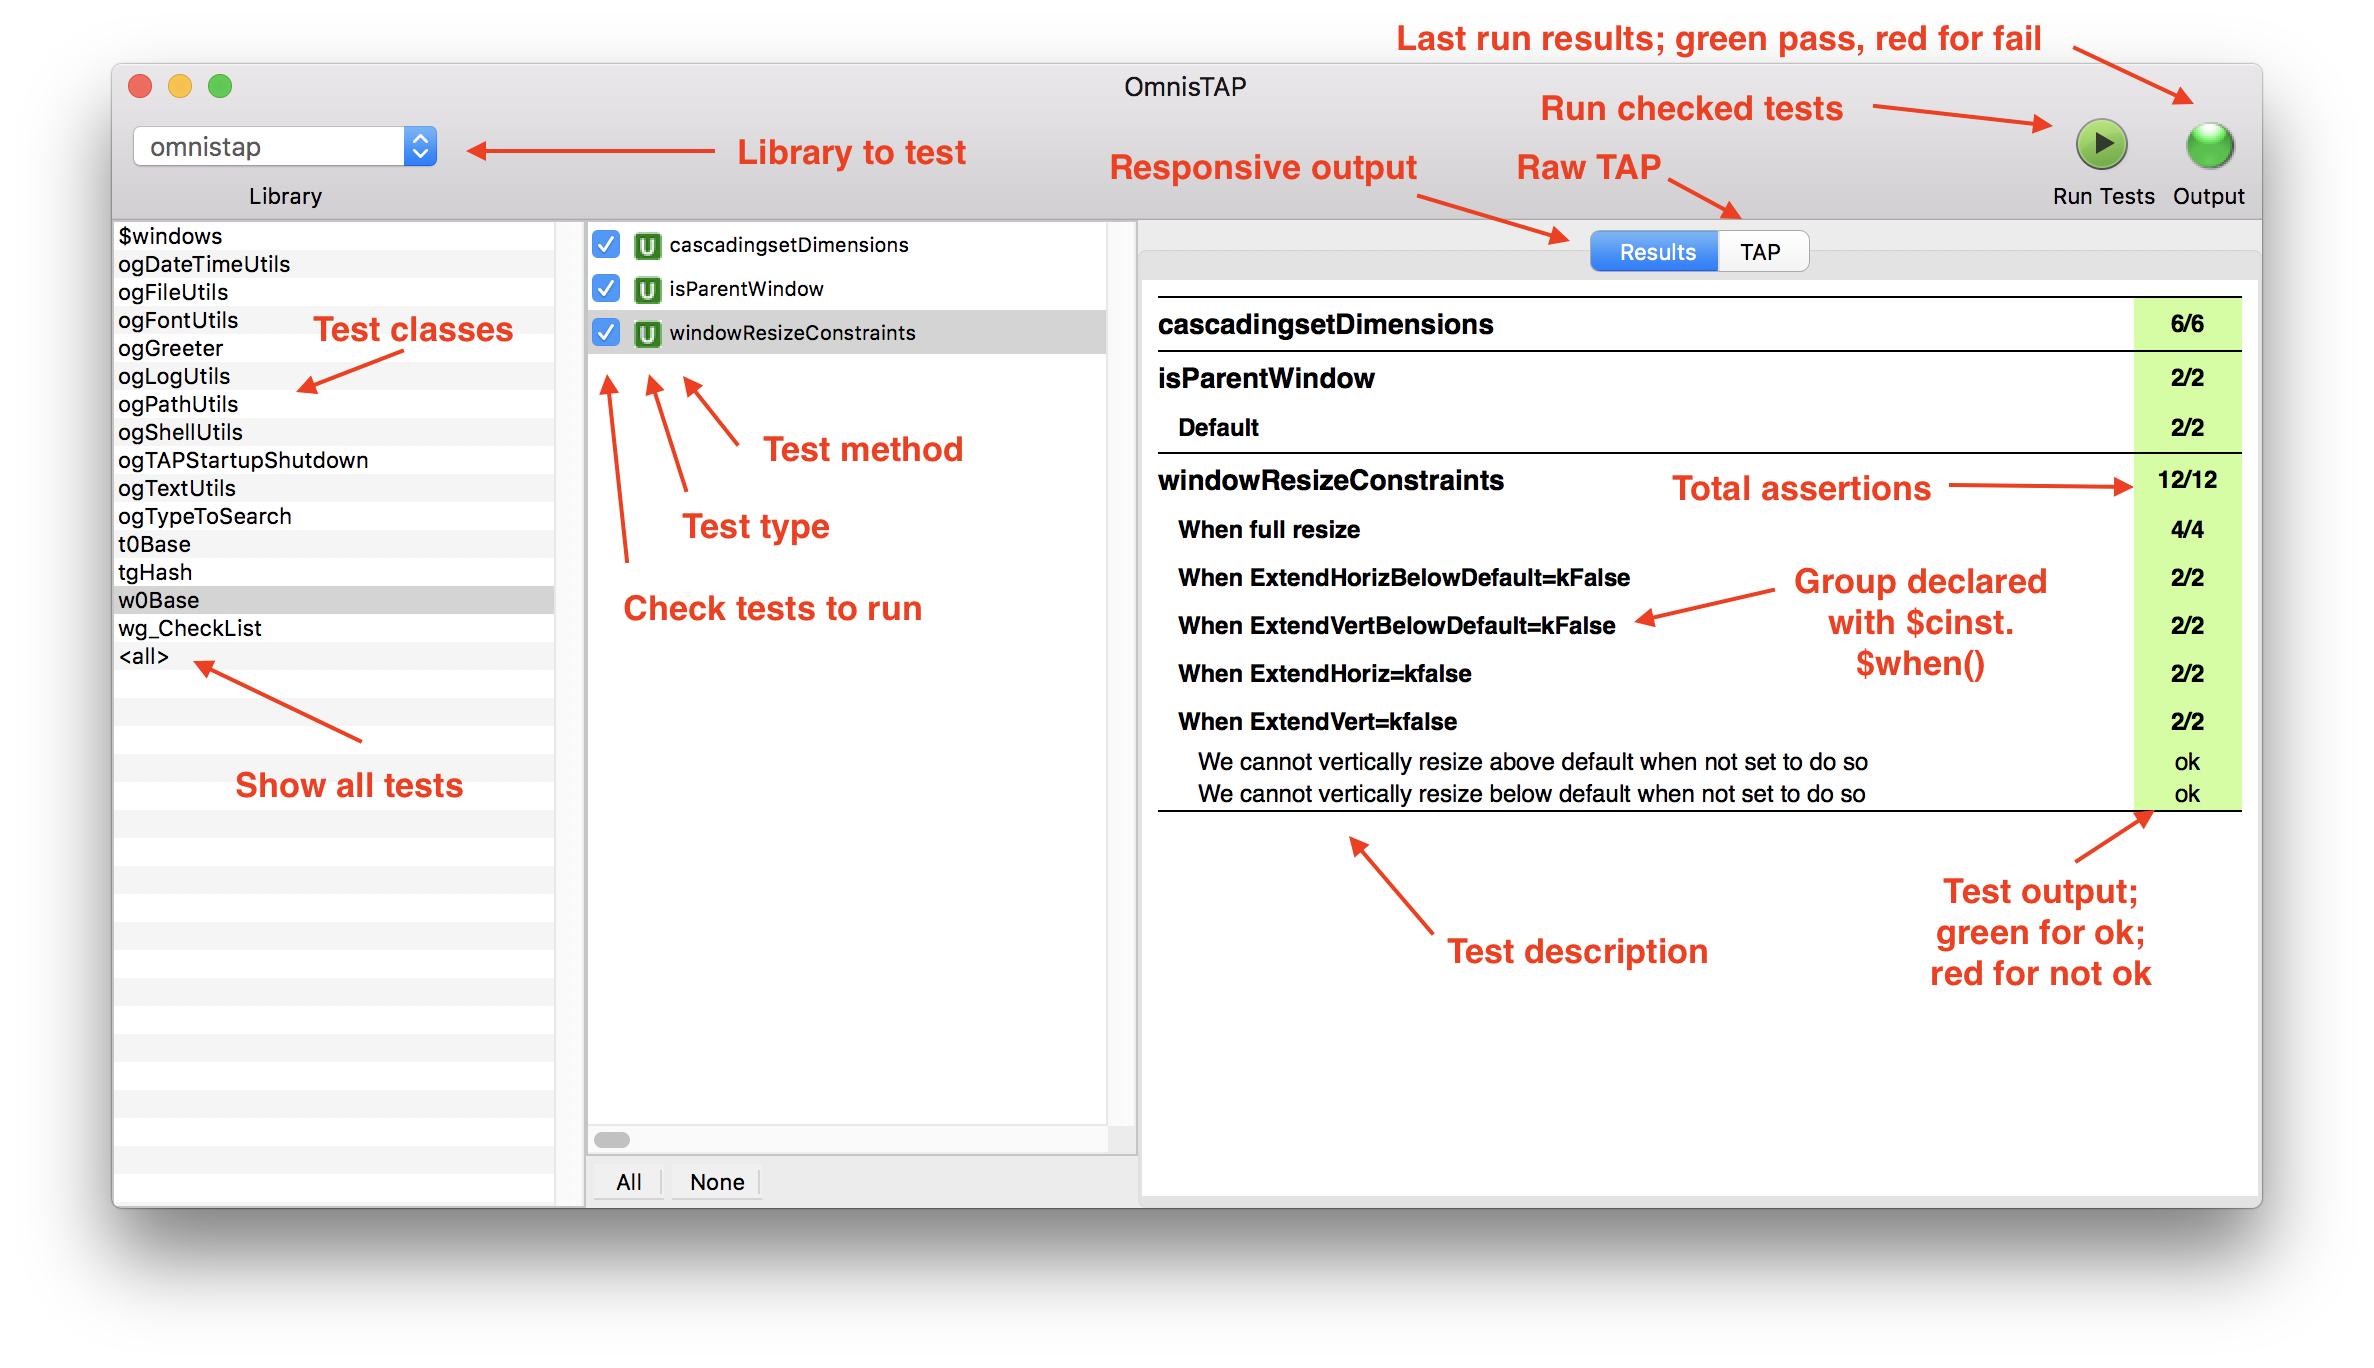 Last run results; green pass, red for fail
OmnisTAP
Run checked tests
omnistap
Library to test
Responsive output
Raw TAP
Library
Run Tests
Output
$windows
ogDateTimeUtils
ogFileUtils
ogFontUtils
ogGreeter
ogLogUtils
ogPathUtils
ogShellUtils
ogTAPStartupShutdown
ogTextUtils
ogTypeToSearch
t0Base
tgHash
w0Base
wg_CheckList
<all>
Test classes
Show all tests
U cascadingsetDimensions
U isParentWindow
U windowResizeConstraints
Test method
Test type
Check tests to run
All
None
Results
TAP
cascadingsetDimensions 6/6
isParentWindow 2/2
Default 2/2
windowResizeConstraints 12/12
Total assertions
When full resize 4/4
When ExtendHorizBelowDefault=kFalse 2/2
When ExtendVertBelowDefault=kFalse 2/2
When ExtendHoriz=kfalse 2/2
When ExtendVert=kfalse 2/2
We cannot vertically resize above default when not set to do so ok
We cannot vertically resize below default when not set to do so ok
Group declared
with $cinst.
$when()
Test description
Test output;
green for ok;
red for not ok